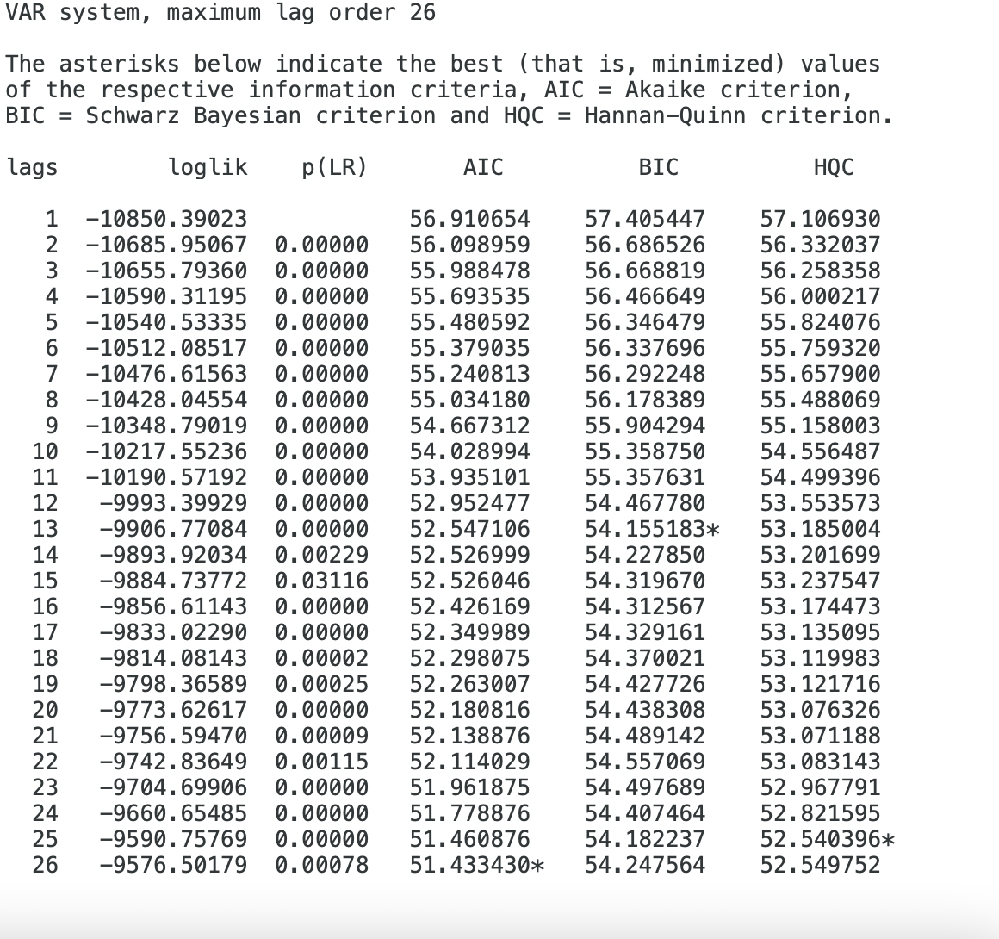 VAR system, maximum lag order 26
The asterisks below indicate the best (that is, minimized) values
of the respective information criteria, AIC = Akaike criterion,
BIC = Schwarz Bayesian criterion and HQC = Hannan-Quinn criterion.
lags loglik p(LR) AIC BIC HQC
1 -10850.39023 56.910654 57.405447 57.106930
2 -10685.95067 0.00000 56.098959 56.686526 56.332037
3 -10655.79360 0.00000 55.988478 56.668819 56.258358
4 -10590.31195 0.00000 55.693535 56.466649 56.000217
5 -10540.53335 0.00000 55.480592 56.346479 55.824076
6 -10512.08517 0.00000 55.379035 56.337696 55.759320
7 -10476.61563 0.00000 55.240813 56.292248 55.657900
8 -10428.04554 0.00000 55.034180 56.178389 55.488069
9 -10348.79019 0.00000 54.667312 55.904294 55.158003
10 -10217.55236 0.00000 54.028994 55.358750 54.556487
11 -10190.57192 0.00000 53.935101 55.357631 54.499396
12 -9993.39929 0.00000 52.952477 54.467780 53.553573
13 -9906.77084 0.00000 52.547106 54.155183* 53.185004
14 -9893.92034 0.00229 52.526999 54.227850 53.201699
15 -9884.73772 0.03116 52.526046 54.319670 53.237547
16 -9856.61143 0.00000 52.426169 54.312567 53.174473
17 -9833.02290 0.00000 52.349989 54.329161 53.135095
18 -9814.08143 0.00002 52.298075 54.370021 53.119983
19 -9798.36589 0.00025 52.263007 54.427726 53.121716
20 -9773.62617 0.00000 52.180816 54.438308 53.076326
21 -9756.59470 0.00009 52.138876 54.489142 53.071188
22 -9742.83649 0.00115 52.114029 54.557069 53.083143
23 -9704.69906 0.00000 51.961875 54.497689 52.967791
24 -9660.65485 0.00000 51.778876 54.407464 52.821595
25 -9590.75769 0.00000 51.460876 54.182237 52.540396*
26 -9576.50179 0.00078 51.433430* 54.247564 52.549752